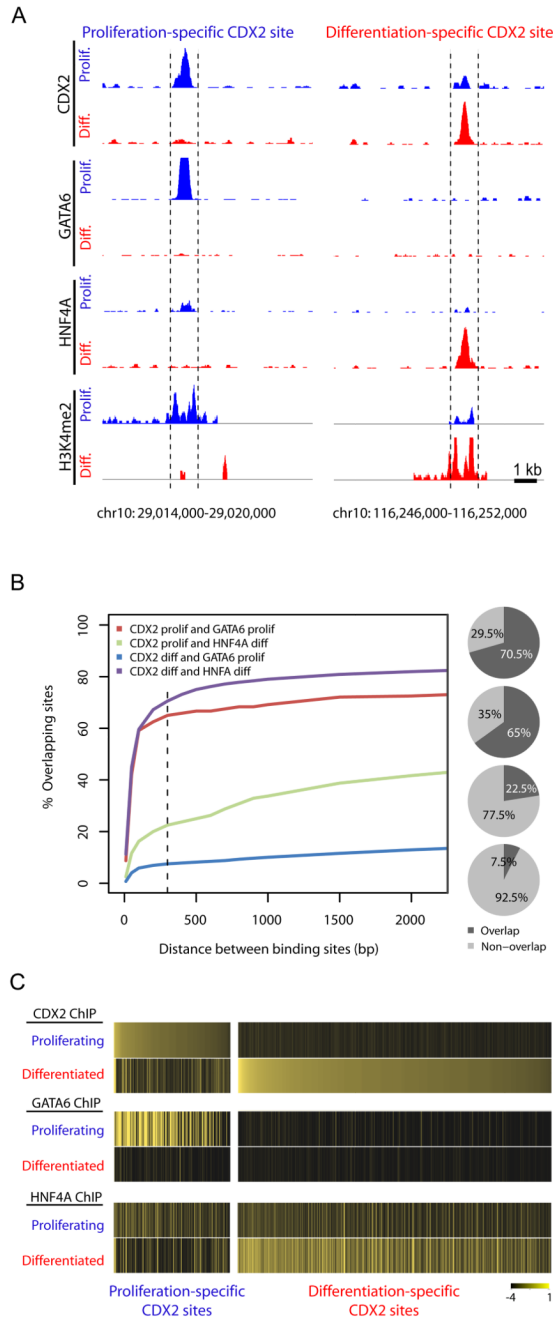 A
Proliferation-specific CDX2 site
Differentiation-specific CDX2 site
CDX2
Prolif.
Diff.
GATA6
Prolif.
Diff.
HNF4A
Prolif.
Diff.
H3K4me2
Prolif.
Diff.
1 kb
chr10: 29,014,000-29,020,000
chr10: 116,246,000-116,252,000
B
% Overlapping sites
100
80
60
40
20
0
CDX2 prolif and GATA6 prolif
CDX2 prolif and HNF4A diff
CDX2 diff and GATA6 prolif
CDX2 diff and HNFA diff
0
500
1000
1500
2000
Distance between binding sites (bp)
29.5%
70.5%
35%
65%
22.5%
77.5%
7.5%
92.5%
Overlap
Non-overlap
C
CDX2 ChIP
Proliferating
Differentiated
GATA6 ChIP
Proliferating
Differentiated
HNF4A ChIP
Proliferating
Differentiated
Proliferation-specific
CDX2 sites
Differentiation-specific
CDX2 sites
-4
1